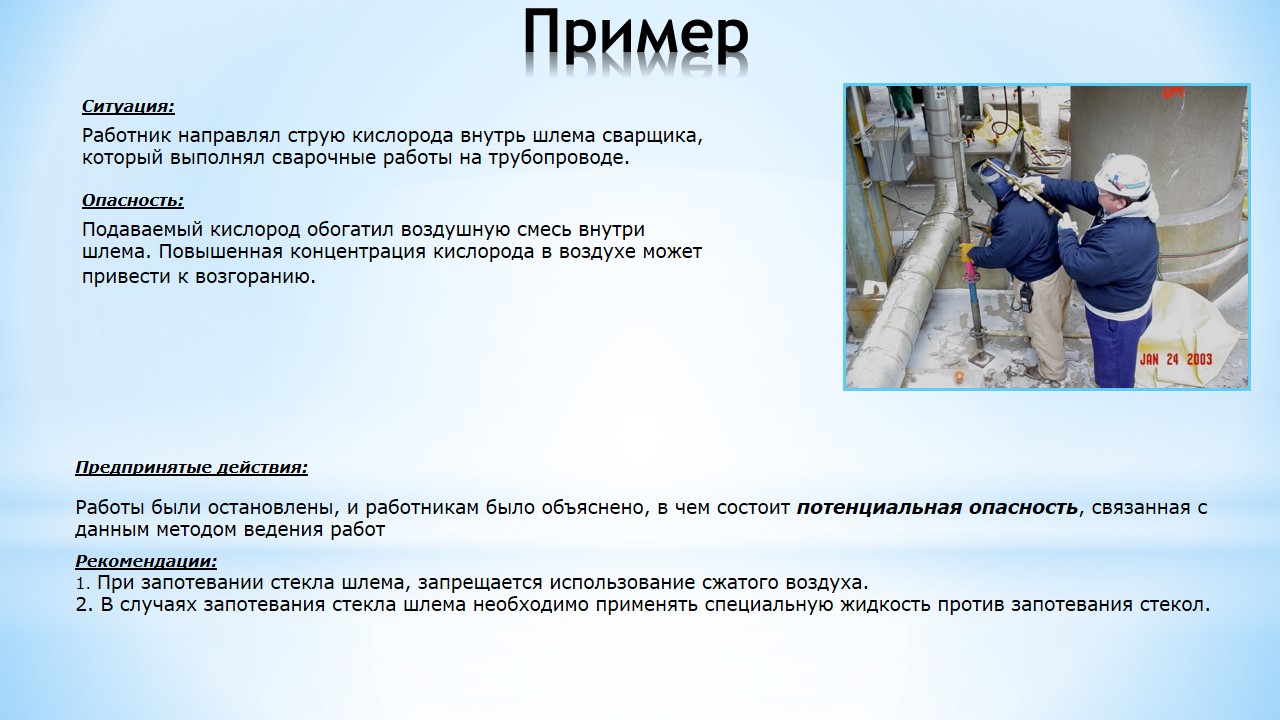 Пример
Ситуация:
Работник направлял струю кислорода внутрь шлема сварщика,
который выполнял сварочные работы на трубопроводе.
Опасность:
Подаваемый кислород обогатил воздушную смесь внутри
шлема. Повышенная концентрация кислорода в воздухе может
привести к возгоранию.
JAN 24 2003
Предпринятые действия:
Работы были остановлены, и работникам было объяснено, в чем состоит потенциальная опасность, связанная с
данным методом ведения работ
Рекомендации:
1. При запотевании стекла шлема, запрещается использование сжатого воздуха.
2. В случаях запотевания стекла шлема необходимо применять специальную жидкость против запотевания стекол.